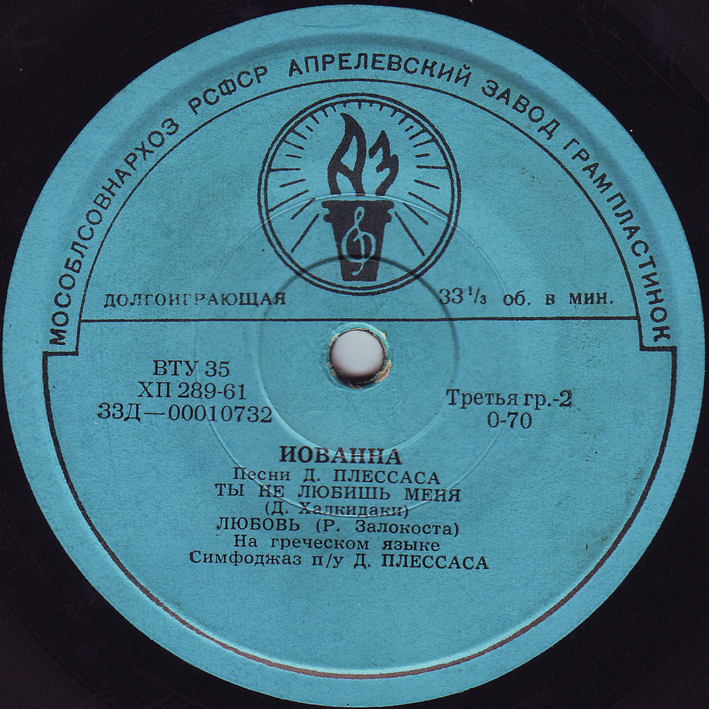 МОСОБЛСОВНАРХОЗ РСФСР АПРЕЛЕВСКИЙ ЗАВОД ГРАМПЛАСТИНОК
АЗ
ДОЛГОИГРАЮЩАЯ 33 1/3 об. в мин.
ВТУ 35
ХП 289-61
33Д—00010732
Третья гр.-2
0-70
ИОВАННА
Песни Д. ПЛЕССАСА
ТЫ НЕ ЛЮБИШЬ МЕНЯ
(Д. Халкидаки)
ЛЮБОВЬ (Р. Залокоста)
На греческом языке
Симфоджаз п/у Д. ПЛЕССАСА